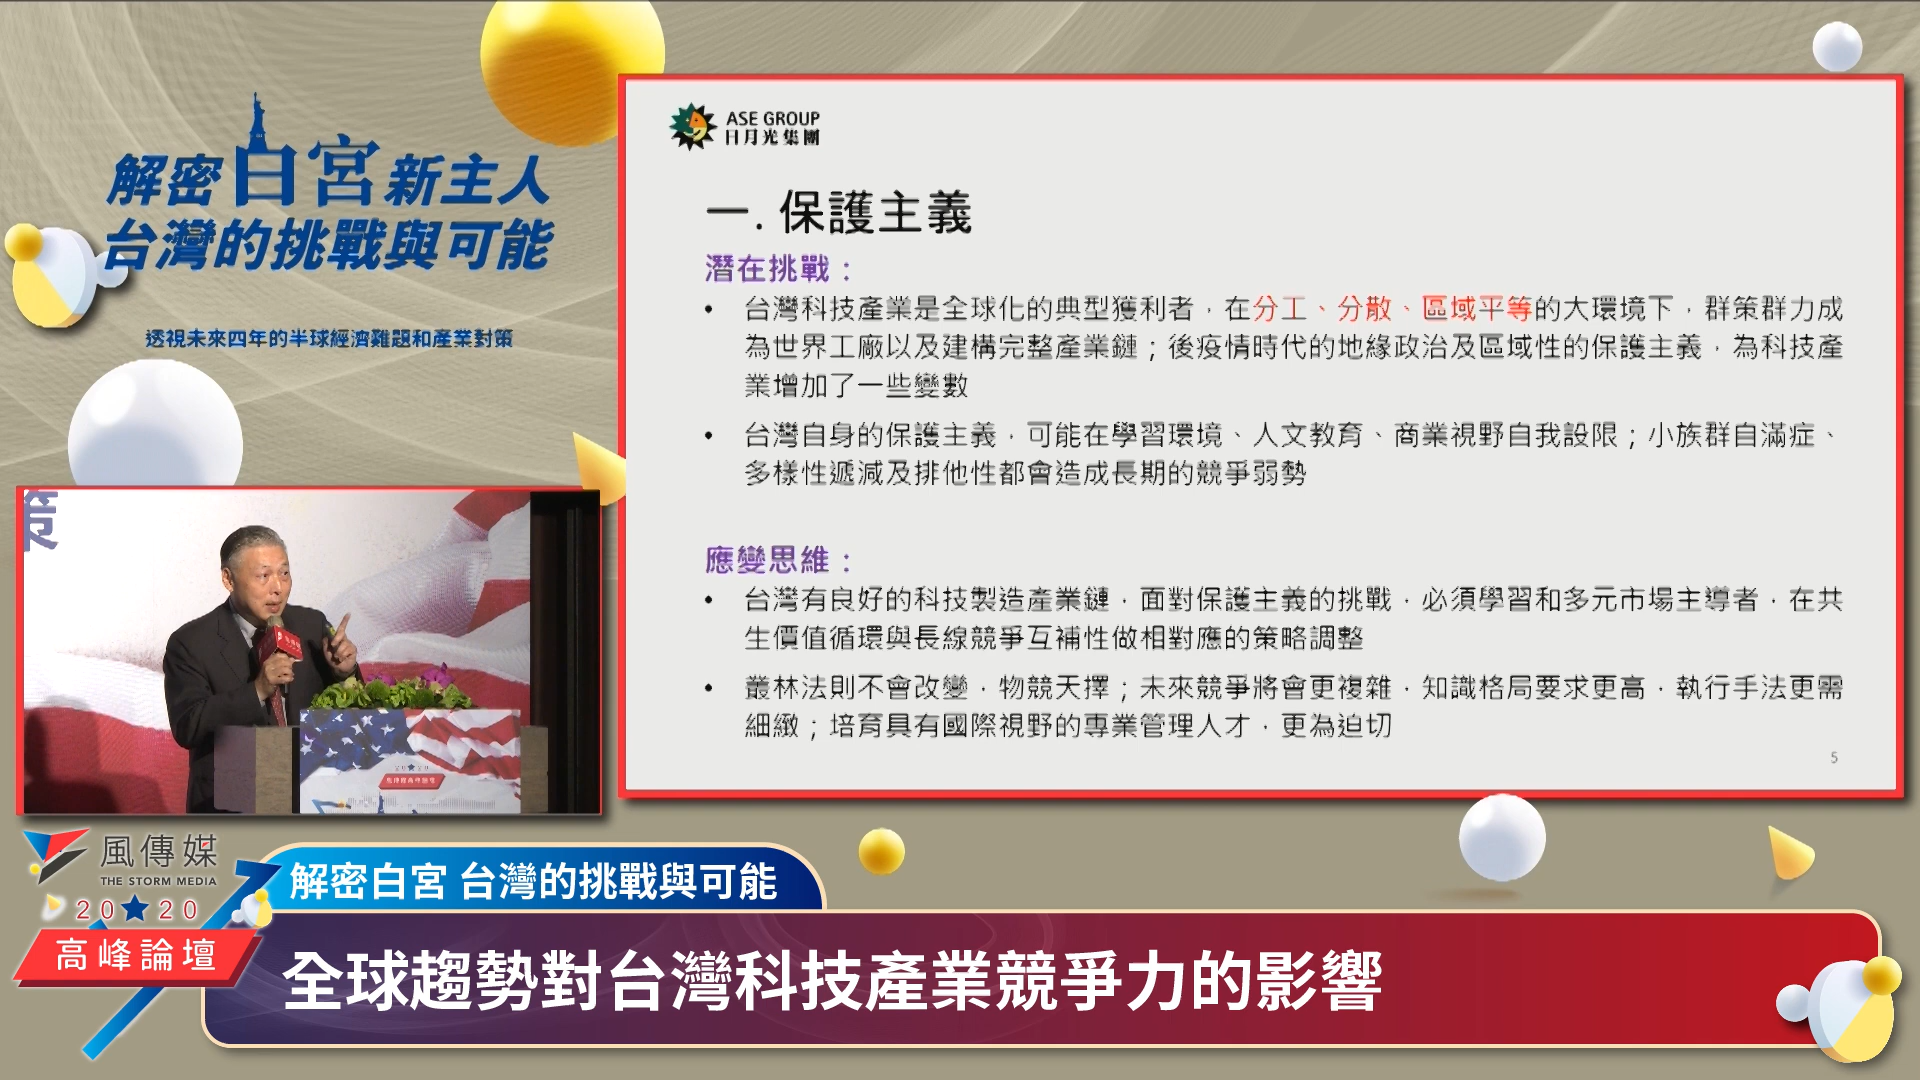 解密白宮新主人
台灣的挑戰與可能
透視未來四年的半球經濟難題和產業對策
ASE GROUP
日月光集團
一. 保護主義
潛在挑戰：
• 台灣科技產業是全球化的典型獲利者，在分工、分散、區域平等的大環境下，群策群力成
為世界工廠以及建構完整產業鏈；後疫情時代的地緣政治及區域性的保護主義，為科技產
業增加了一些變數
• 台灣自身的保護主義，可能在學習環境、人文教育、商業視野自我設限；小族群自滿症、
多樣性遞減及排他性都會造成長期的競爭弱勢
應變思維：
• 台灣有良好的科技製造產業鏈，面對保護主義的挑戰，必須學習和多元市場主導者，在共
生價值循環與長線競爭互補性做相對應的策略調整
• 叢林法則不會改變，物競天擇；未來競爭將會更複雜，知識格局要求更高，執行手法更需
細緻；培育具有國際視野的專業管理人才，更為迫切
5
策
2020
風傳媒高峰論壇
風傳媒
THE STORM MEDIA
2020
高峰論壇
解密白宮 台灣的挑戰與可能
全球趨勢對台灣科技產業競爭力的影響